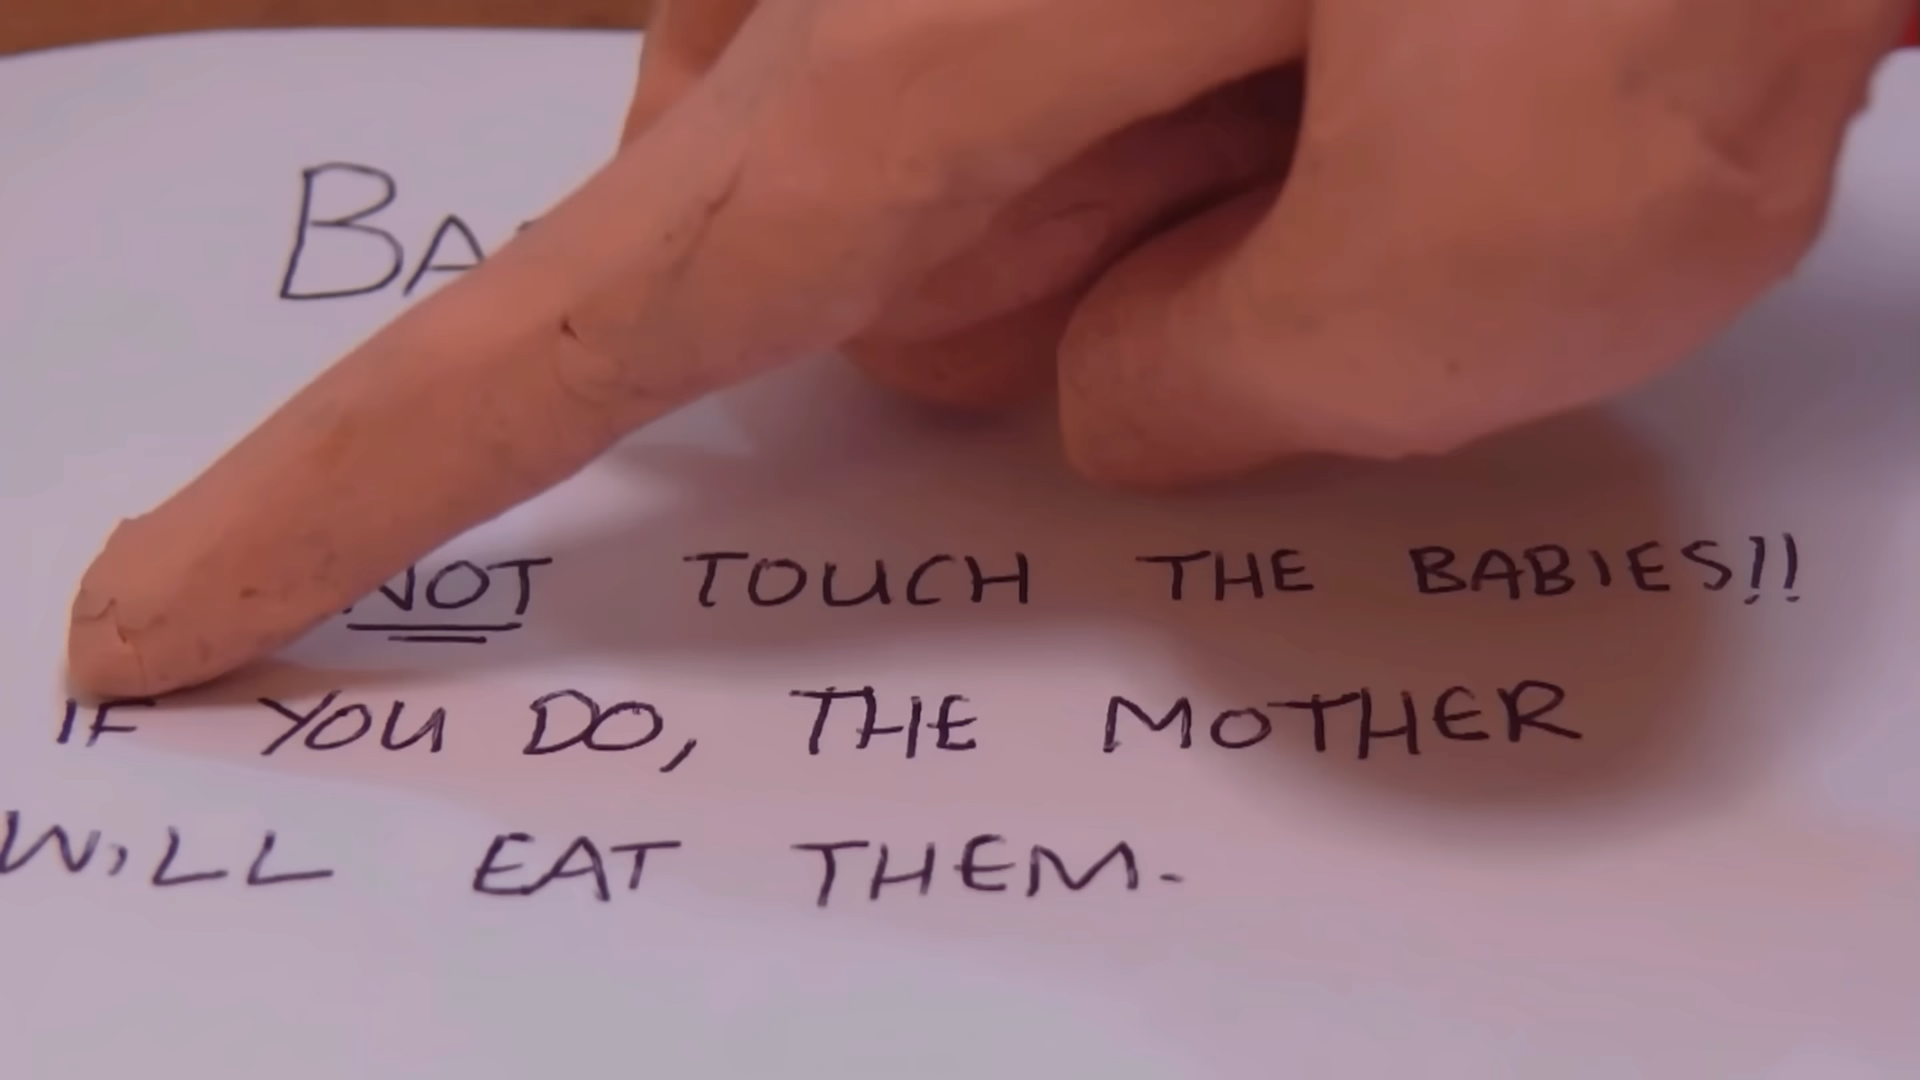 BA
NOT TOUCH THE BABIES!!
IF YOU DO, THE MOTHER
WILL EAT THEM.